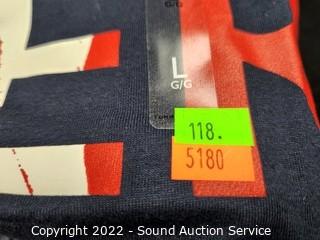 G/G
L
G/G
118.
5180
Copyright 2022 - Sound Auction Service